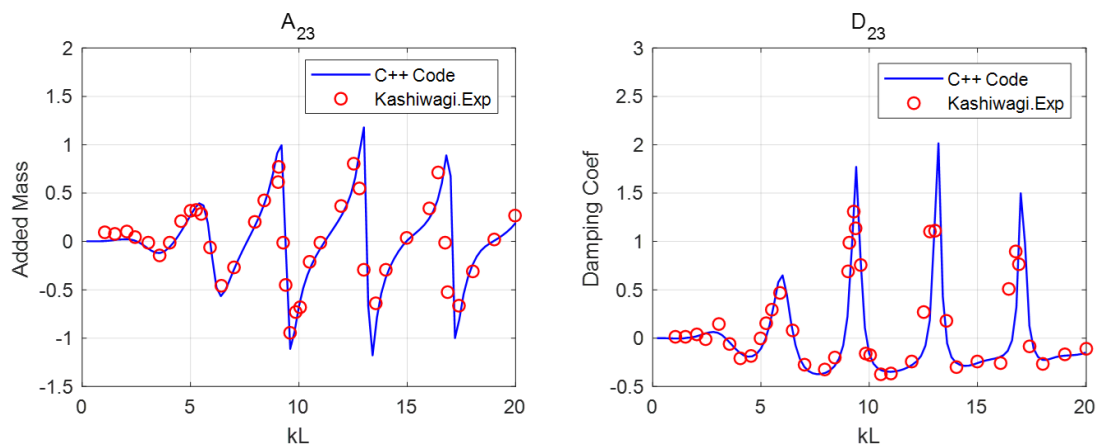 A23
2
1.5
1
0.5
0
-0.5
-1
-1.5
Added Mass
C++ Code
Kashiwagi.Exp
0 5 10 15 20
kL
D23
3
2.5
2
1.5
1
0.5
0
-0.5
Damping Coef
C++ Code
Kashiwagi.Exp
0 5 10 15 20
kL